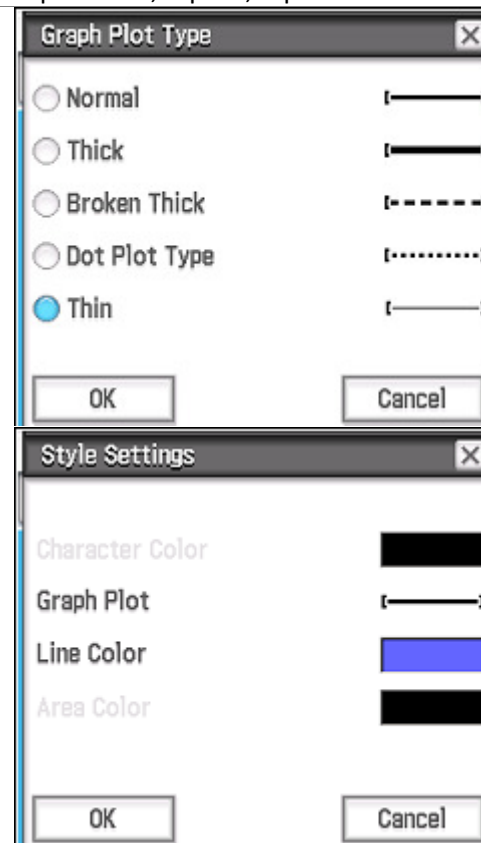 Graph Plot Type
Normal
Thick
Broken Thick
Dot Plot Type
Thin
OK Cancel
Style Settings
Character Color
Graph Plot
Line Color
Area Color
OK Cancel